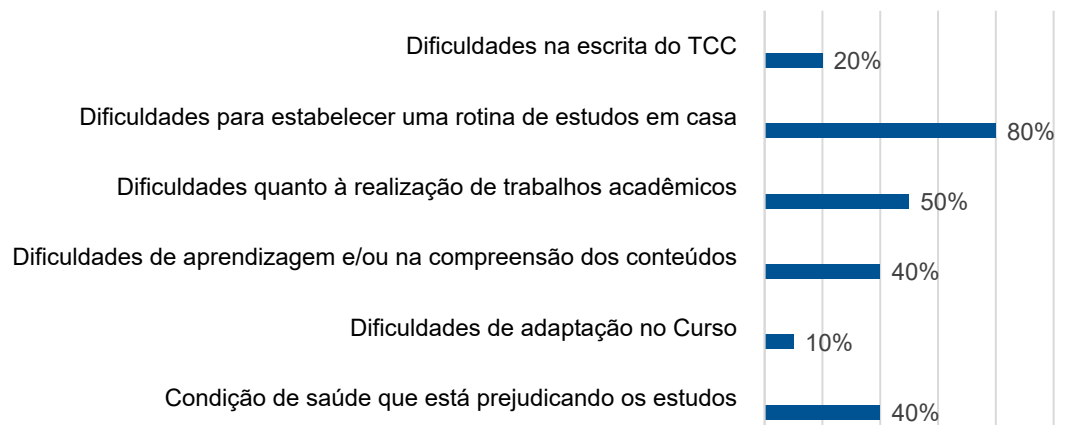 Dificuldades na escrita do TCC
20%
Dificuldades para estabelecer uma rotina de estudos em casa
80%
Dificuldades quanto à realização de trabalhos acadêmicos
50%
Dificuldades de aprendizagem e/ou na compreensão dos conteúdos
40%
Dificuldades de adaptação no Curso
10%
Condição de saúde que está prejudicando os estudos
40%